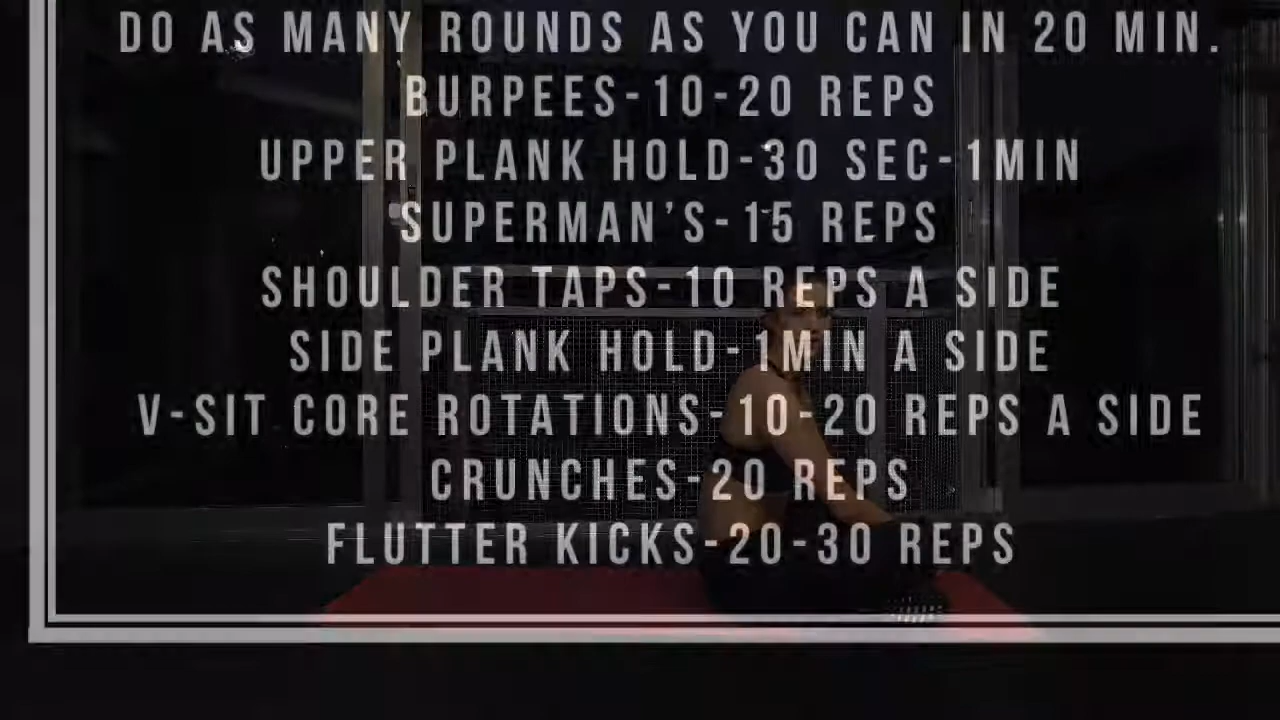 DO AS MANY ROUNDS AS YOU CAN IN 20 MIN.
BURPEES-10-20 REPS
UPPER PLANK HOLD-30 SEC-1MIN
SUPERMAN'S-15 REPS
SHOULDER TAPS-10 REPS A SIDE
SIDE PLANK HOLD-1MIN A SIDE
V-SIT CORE ROTATIONS-10-20 REPS A SIDE
CRUNCHES-20 REPS
FLUTTER KICKS-20-30 REPS